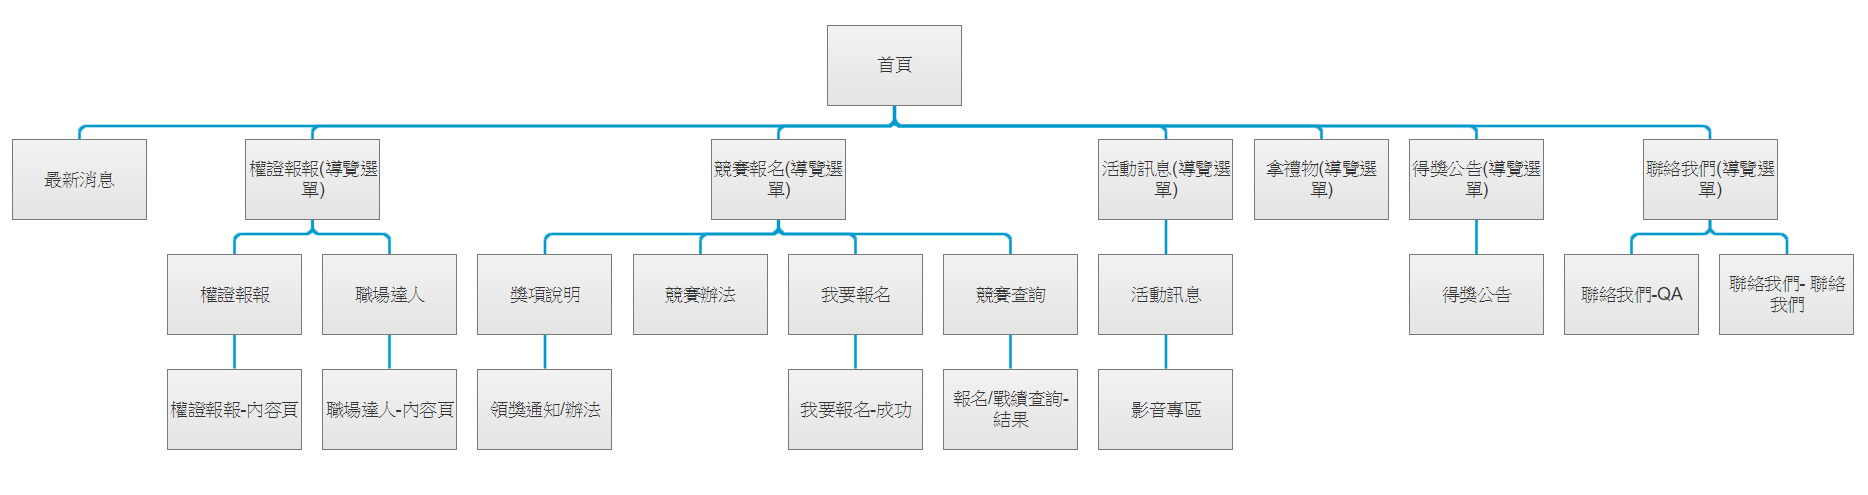 首頁
最新消息
權證報報(導覽選
單)
競賽報名(導覽選
單)
活動訊息(導覽選
單)
拿禮物(導覽選
單)
得獎公告(導覽選
單)
聯絡我們(導覽選
單)
權證報報
職場達人
獎項說明
競賽辦法
我要報名
競賽查詢
活動訊息
得獎公告
聯絡我們-QA
聯絡我們- 聯絡
我們
權證報報-內容頁
職場達人-內容頁
領獎通知/辦法
我要報名-成功
報名/戰績查詢-
結果
影音專區